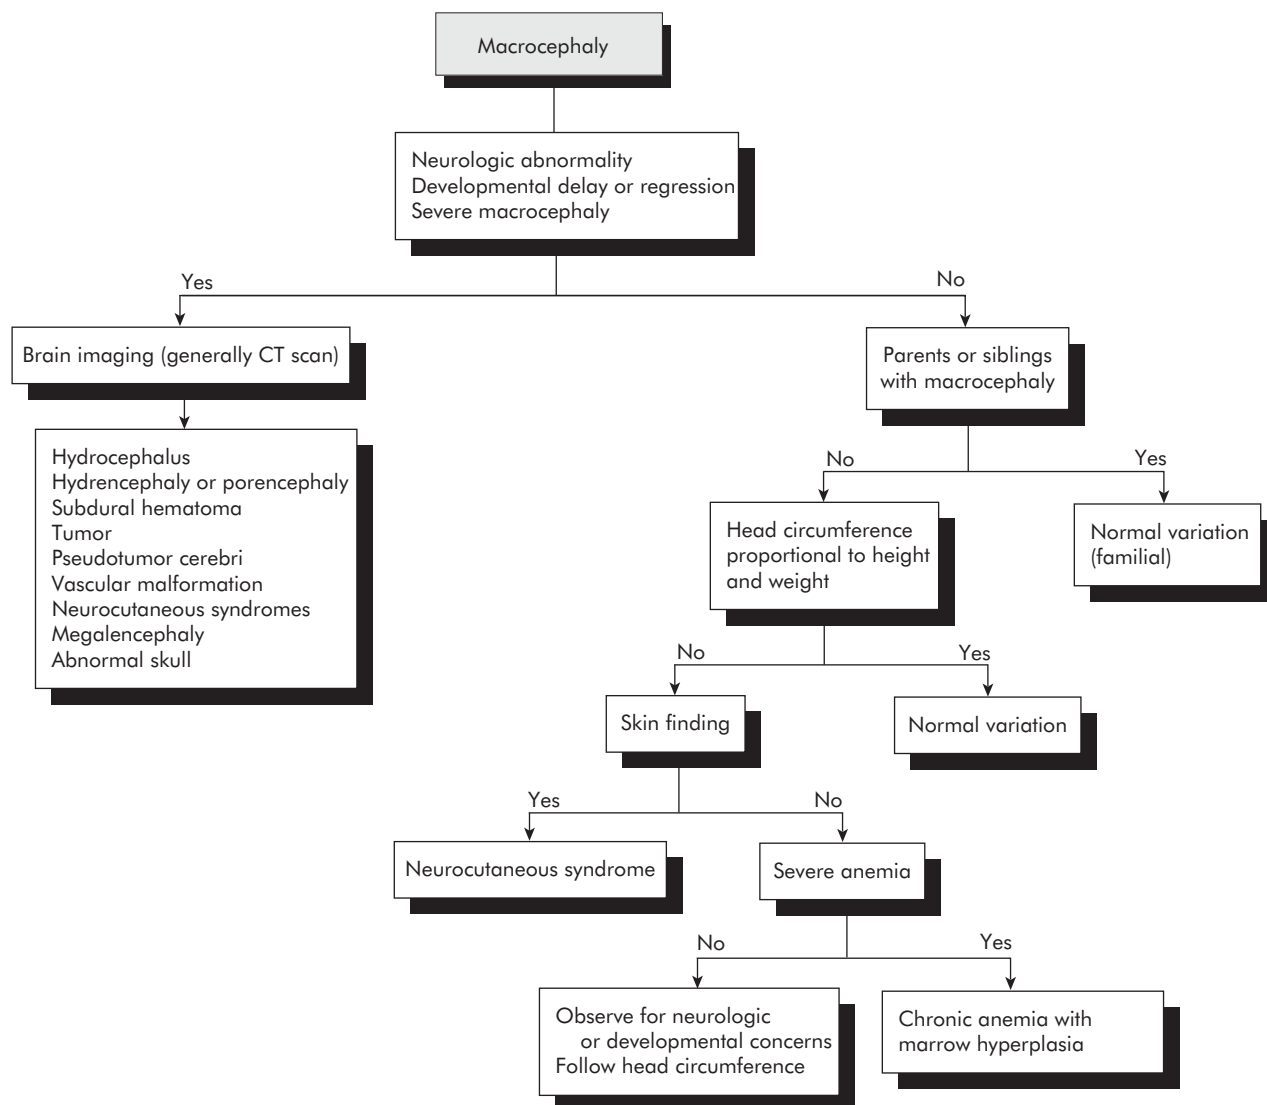 Macrocephaly
Neurologic abnormality
Developmental delay or regression
Severe macrocephaly
Yes
No
Brain imaging (generally CT scan)
Parents or siblings
with macrocephaly
Hydrocephalus
Hydrencephaly or porencephaly
Subdural hematoma
Tumor
Pseudotumor cerebri
Vascular malformation
Neurocutaneous syndromes
Megalencephaly
Abnormal skull
No
Yes
Head circumference
proportional to height
and weight
Normal variation
(familial)
No
Yes
Skin finding
Normal variation
Yes
No
Neurocutaneous syndrome
Severe anemia
No
Yes
Observe for neurologic
or developmental concerns
Follow head circumference
Chronic anemia with
marrow hyperplasia